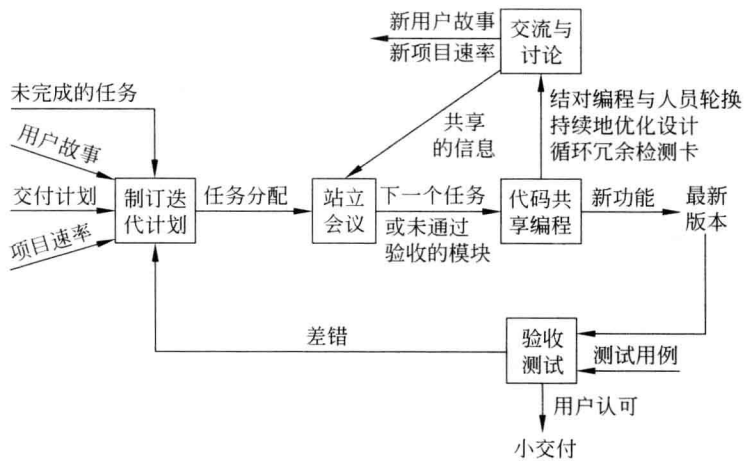 新用户故事
新项目速率
交流与
讨论
未完成的任务
用户故事
交付计划
项目速率
制订迭
代计划
任务分配
共享
的信息
站立
会议
下一个任务
或未通过
验收的模块
结对编程与人员轮换
持续地优化设计
循环冗余检测卡
代码共
享编程
新功能
最新
版本
差错
验收
测试
测试用例
用户认可
小交付